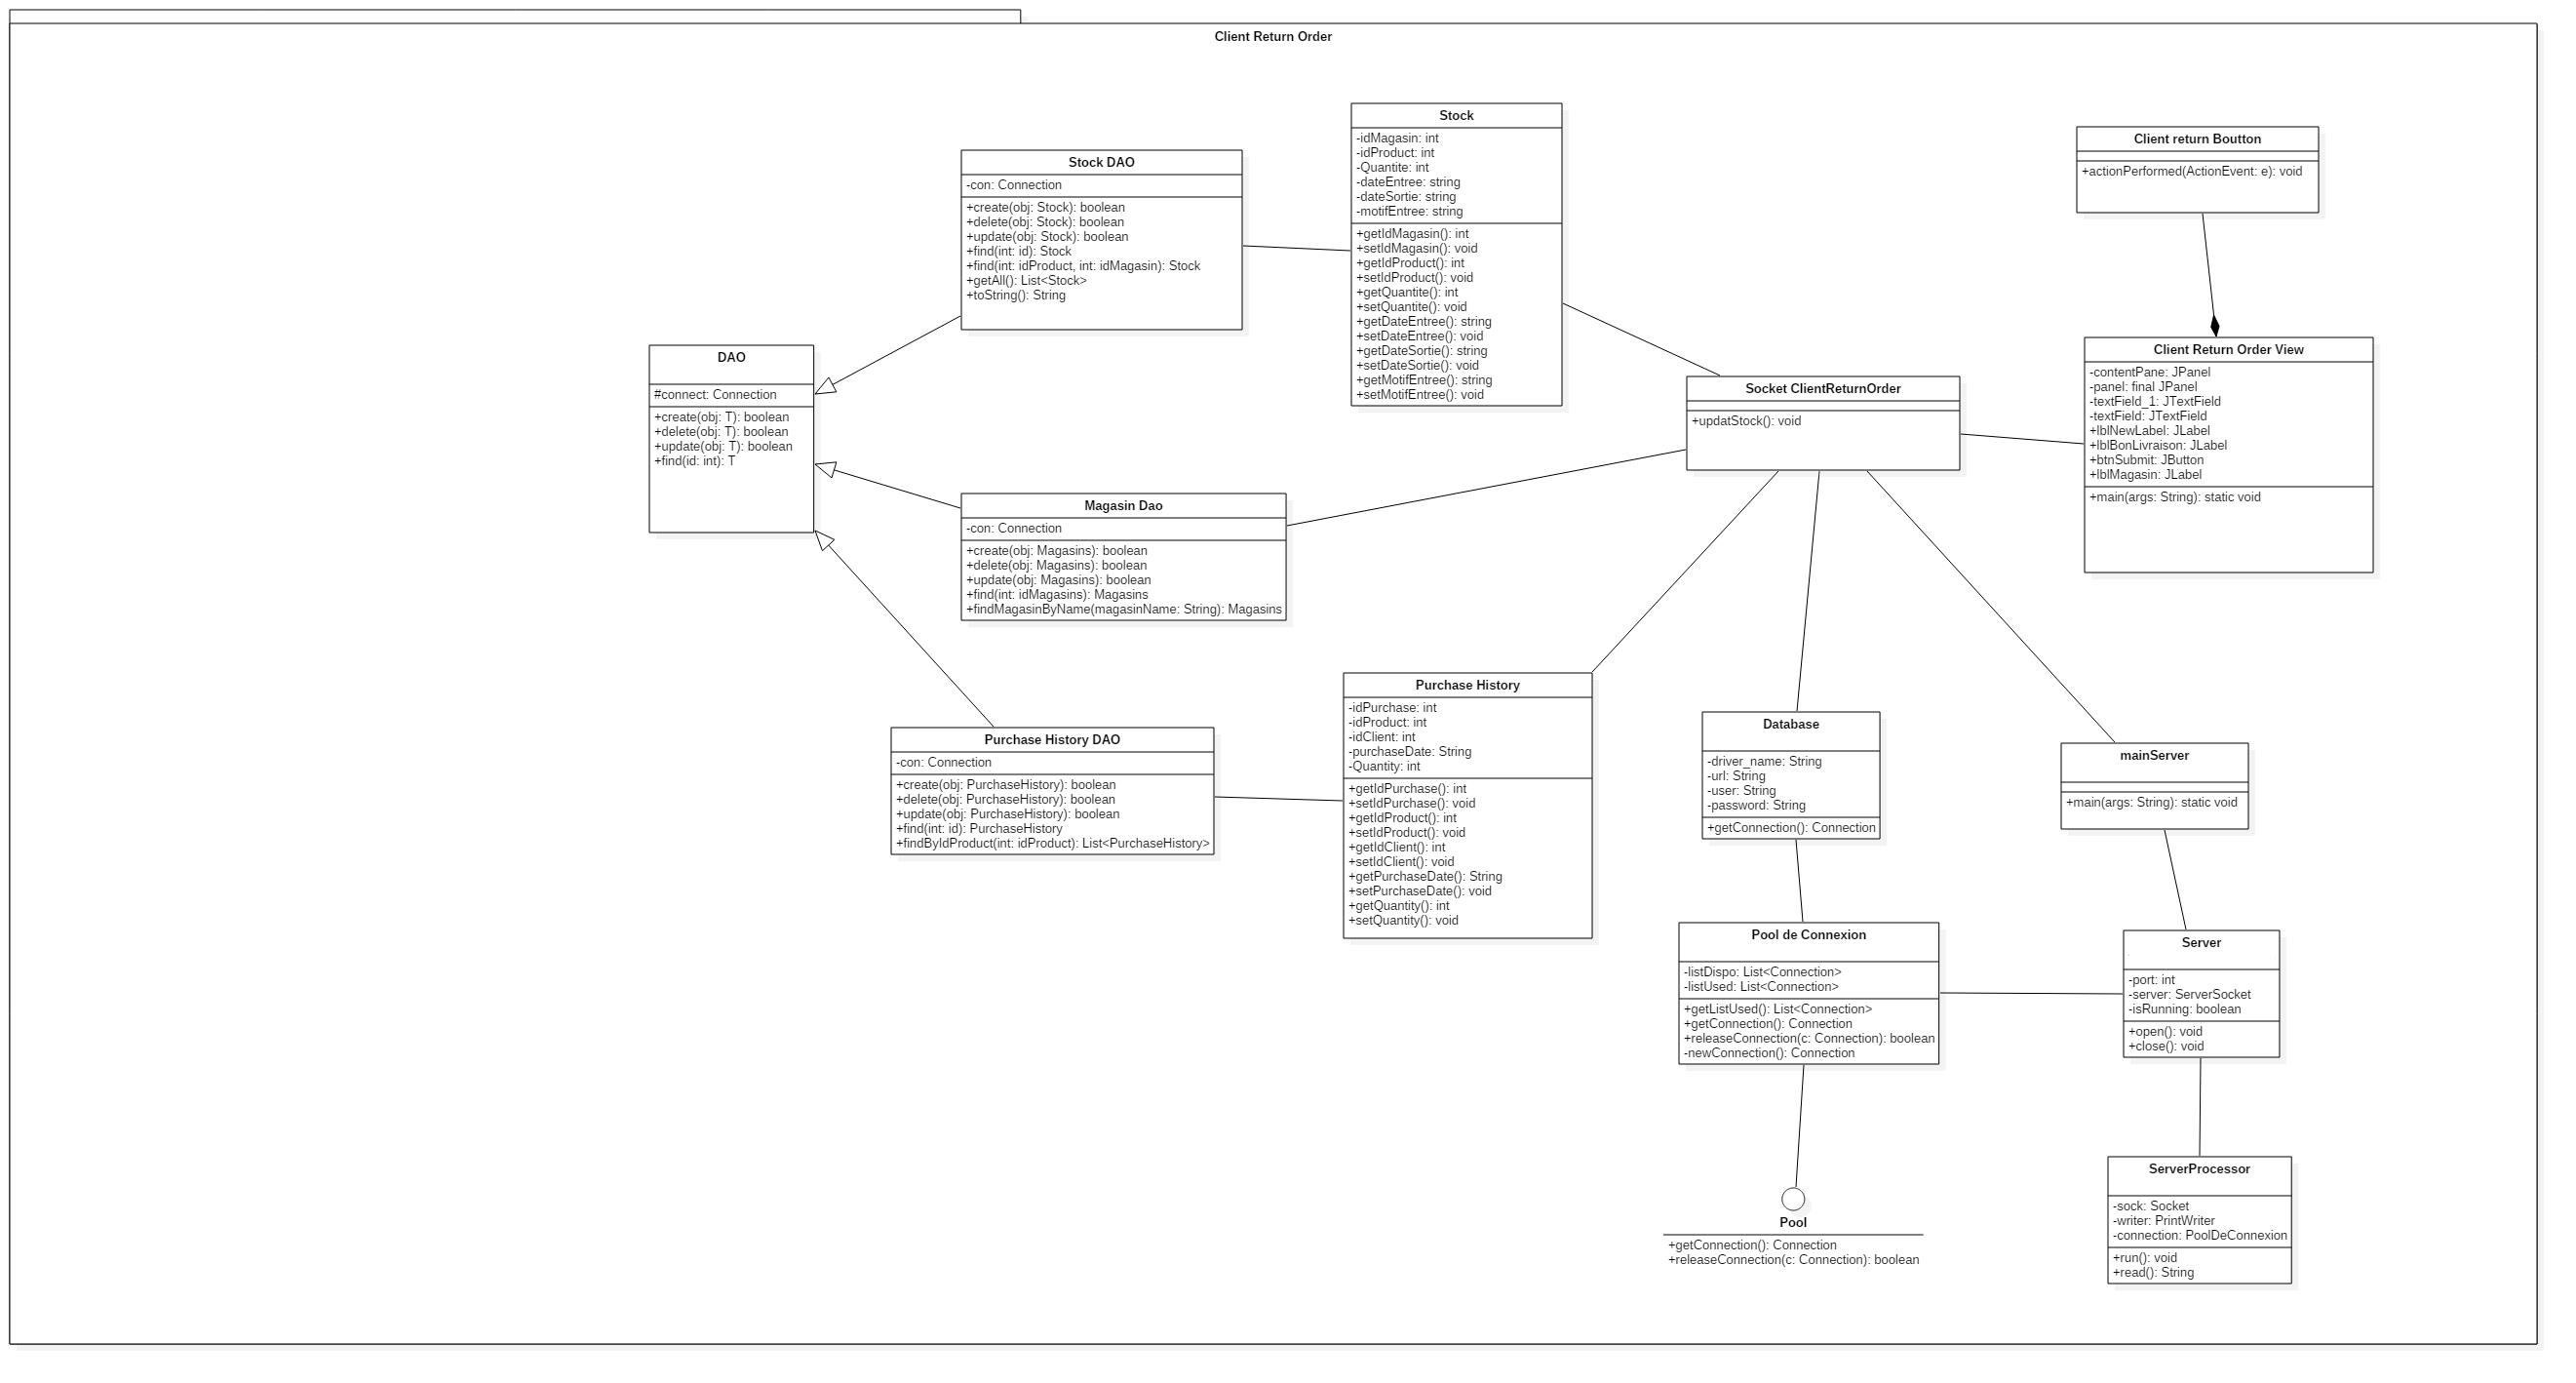 Client Return Order
Stock
-idMagasin: int
-idProduct: int
-Quantite: int
-dateEntree: string
-dateSortie: string
-motifEntree: string
+getIdMagasin(): int
+setIdMagasin(): void
+getIdProduct(): int
+setIdProduct(): void
+getQuantite(): int
+setQuantite(): void
+getDateEntree(): string
+setDateEntree(): void
+getDateSortie(): string
+setDateSortie(): void
+getMotifEntree(): string
+setMotifEntree(): void
Client return Boutton
+actionPerformed(ActionEvent: e): void
Stock DAO
-con: Connection
+create(obj: Stock): boolean
+delete(obj: Stock): boolean
+update(obj: Stock): boolean
+find(int: id): Stock
+find(int: idProduct, int: idMagasin): Stock
+getAll(): List<Stock>
+toString(): String
DAO
#connect: Connection
+create(obj: T): boolean
+delete(obj: T): boolean
+update(obj: T): boolean
+find(id: int): T
Client Return Order View
-contentPane: JPanel
-panel: final JPanel
-textField_1: JTextField
-textField: JTextField
+lblNewLabel: JLabel
+lblBonLivraison: JLabel
+btnSubmit: JButton
+lblMagasin: JLabel
+main(args: String): static void
Socket ClientReturnOrder
+updatStock(): void
Magasin Dao
-con: Connection
+create(obj: Magasins): boolean
+delete(obj: Magasins): boolean
+update(obj: Magasins): boolean
+find(int: idMagasins): Magasins
+findMagasinByName(magasinName: String): Magasins
Purchase History
-idPurchase: int
-idProduct: int
-idClient: int
-purchaseDate: String
-Quantity: int
+getIdPurchase(): int
+setIdPurchase(): void
+getIdProduct(): int
+setIdProduct(): void
+getIdClient(): int
+setIdClient(): void
+getPurchaseDate(): String
+setPurchaseDate(): void
+getQuantity(): int
+setQuantity(): void
Database
-driver_name: String
-url: String
-user: String
-password: String
+getConnection(): Connection
Purchase History DAO
-con: Connection
+create(obj: PurchaseHistory): boolean
+delete(obj: PurchaseHistory): boolean
+update(obj: PurchaseHistory): boolean
+find(int: id): PurchaseHistory
+findByIdProduct(int: idProduct): List<PurchaseHistory>
mainServer
+main(args: String): static void
Pool de Connexion
-listDispo: List<Connection>
-listUsed: List<Connection>
+getListUsed(): List<Connection>
+getConnection(): Connection
+releaseConnection(c: Connection): boolean
-newConnection(): Connection
Server
-port: int
-server: ServerSocket
-isRunning: boolean
+open(): void
+close(): void
ServerProcessor
-sock: Socket
-writer: PrintWriter
-connection: PoolDeConnexion
+run(): void
+read(): String
Pool
+getConnection(): Connection
+releaseConnection(c: Connection): boolean